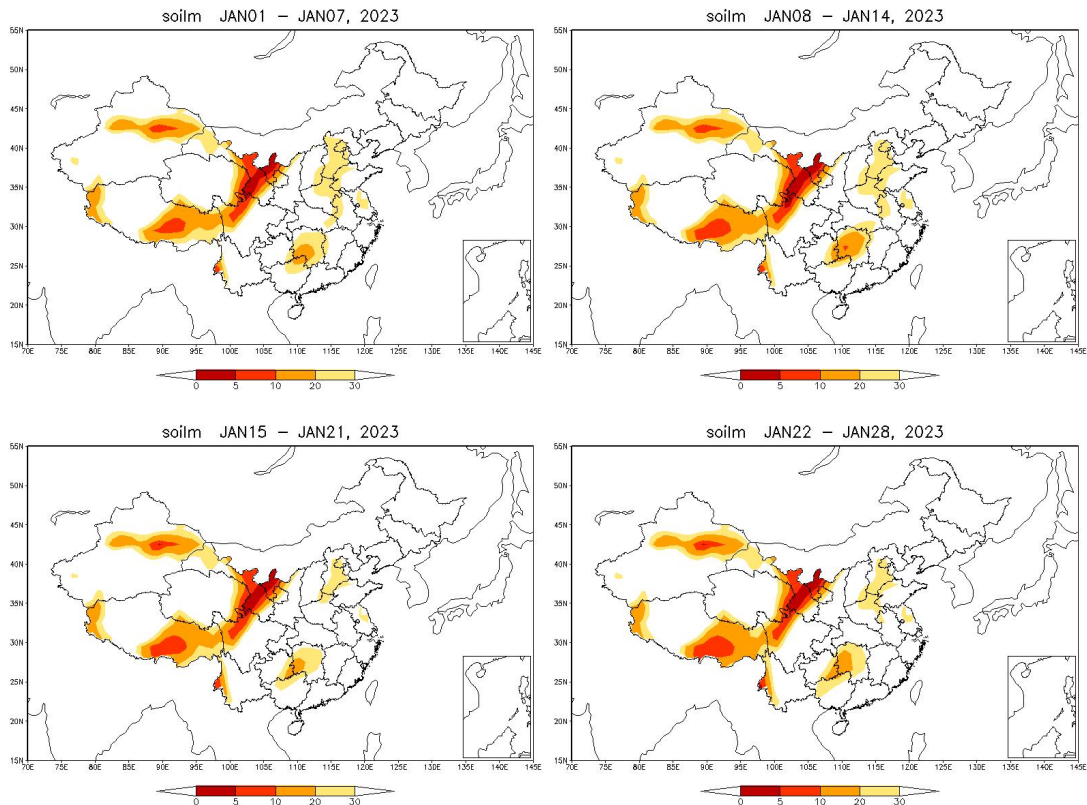 soilm JAN01 – JAN07, 2023
55N
50N
45N
40N
35N
30N
25N
20N
15N
70E 75E 80E 85E 90E 95E 100E 105E 110E 115E 120E 125E 130E 135E 140E 145E
0 5 10 20 30
soilm JAN08 – JAN14, 2023
55N
50N
45N
40N
35N
30N
25N
20N
15N
70E 75E 80E 85E 90E 95E 100E 105E 110E 115E 120E 125E 130E 135E 140E 145E
0 5 10 20 30
soilm JAN15 – JAN21, 2023
55N
50N
45N
40N
35N
30N
25N
20N
15N
70E 75E 80E 85E 90E 95E 100E 105E 110E 115E 120E 125E 130E 135E 140E 145E
0 5 10 20 30
soilm JAN22 – JAN28, 2023
55N
50N
45N
40N
35N
30N
25N
20N
15N
70E 75E 80E 85E 90E 95E 100E 105E 110E 115E 120E 125E 130E 135E 140E 145E
0 5 10 20 30